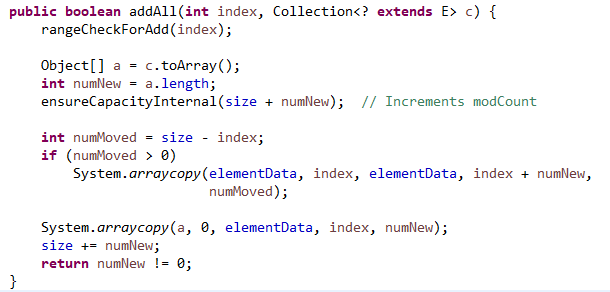 public boolean addAll(int index, Collection<? extends E> c) {
rangeCheckForAdd(index);
Object[] a = c.toArray();
int numNew = a.length;
ensureCapacityInternal(size + numNew);  // Increments modCount
int numMoved = size - index;
if (numMoved > 0)
System.arraycopy(elementData, index, elementData, index + numNew,
numMoved);
System.arraycopy(a, 0, elementData, index, numNew);
size += numNew;
return numNew != 0;
}